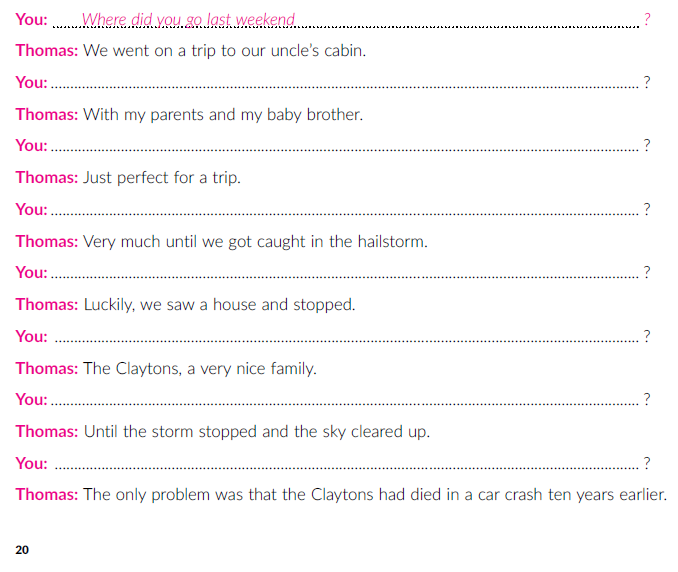 You: Where did you go last weekend ?
Thomas: We went on a trip to our uncle's cabin.
You: ?
Thomas: With my parents and my baby brother.
You: ?
Thomas: Just perfect for a trip.
You: ?
Thomas: Very much until we got caught in the hailstorm.
You: ?
Thomas: Luckily, we saw a house and stopped.
You: ?
Thomas: The Claytons, a very nice family.
You: ?
Thomas: Until the storm stopped and the sky cleared up.
You: ?
Thomas: The only problem was that the Claytons had died in a car crash ten years earlier.
20